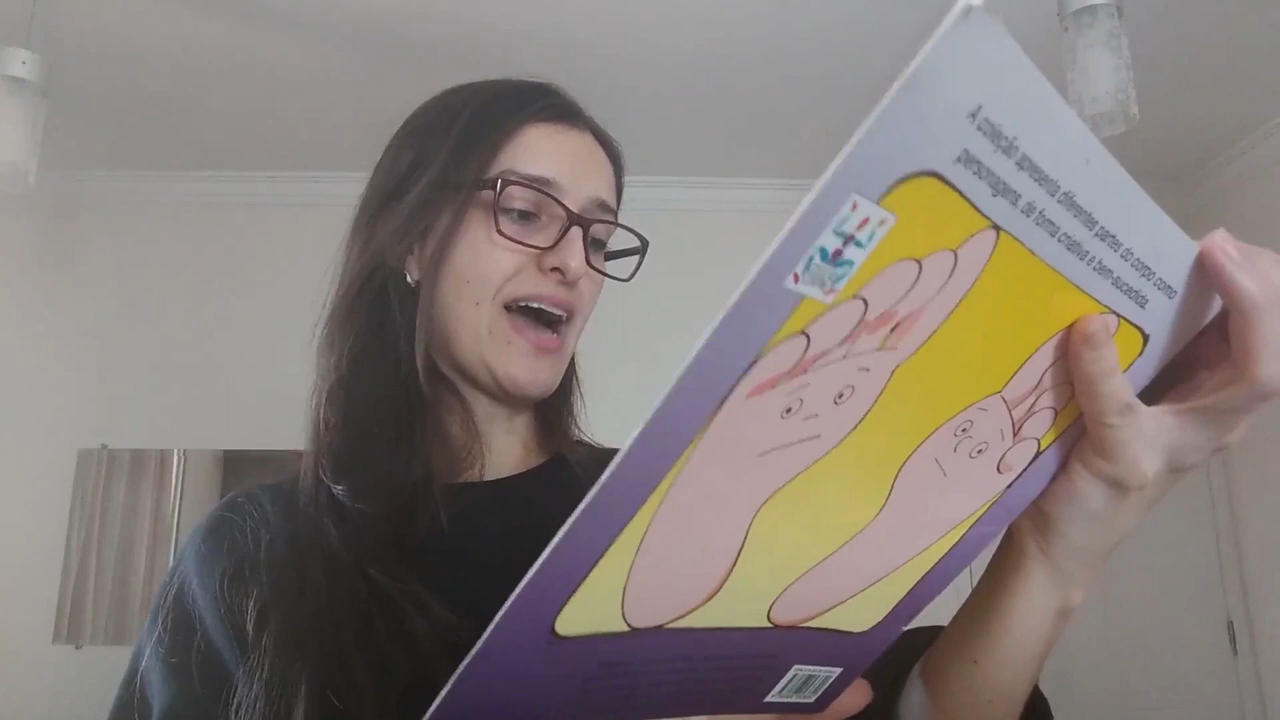 A coleção apresenta diferentes partes do corpo como
personagens, de forma criativa e bem-sucedida.